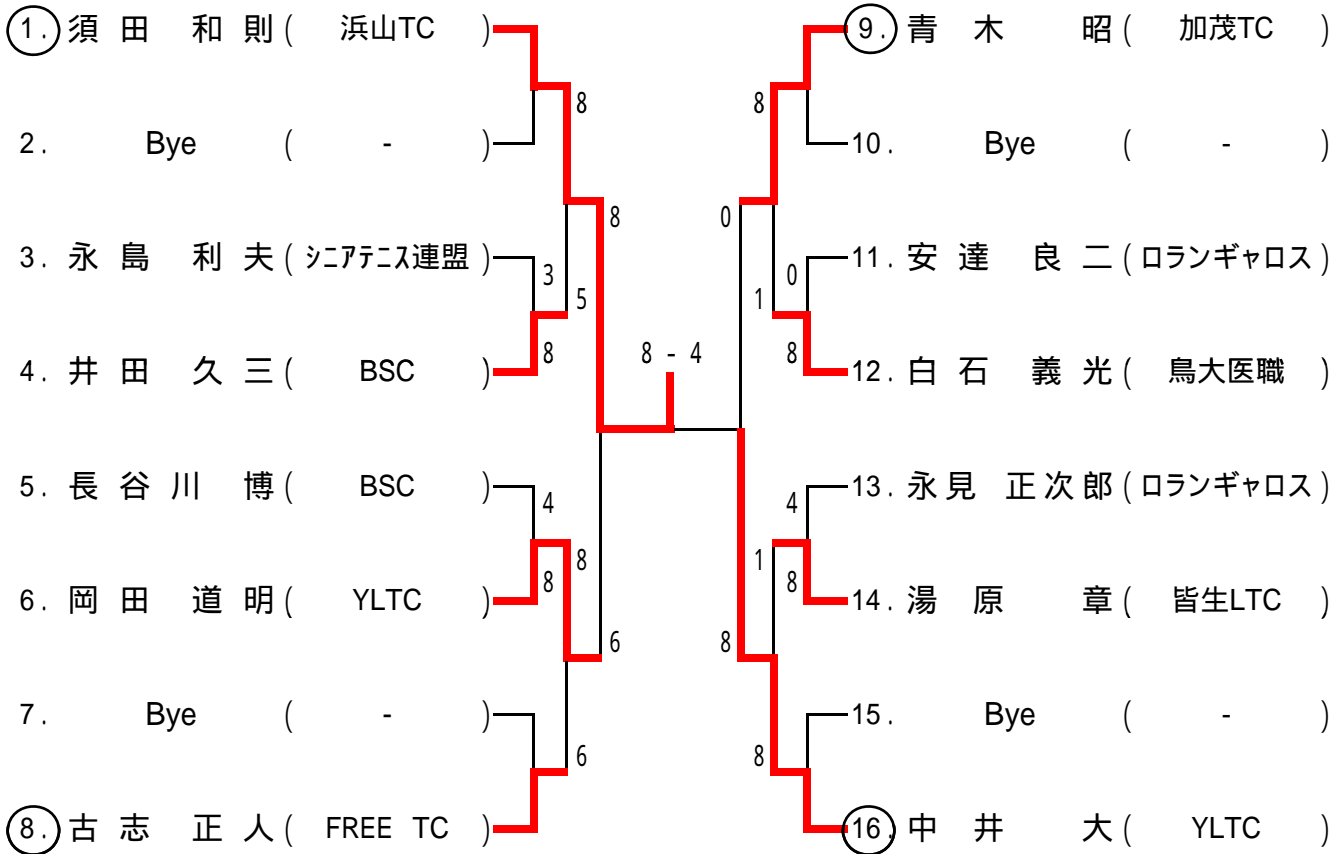 1. 須田 和則 ( 浜山TC )
8
2. Bye ( - )
8
3. 永島 利夫 ( シニアテニス連盟 )
3
5
4. 井田 久三 ( BSC )
8
8 - 4
5. 長谷川 博 ( BSC )
4
8
6. 岡田 道明 ( YLTC )
8
6
7. Bye ( - )
6
8. 古志 正人 ( FREE TC )
9. 青木 昭 ( 加茂TC )
8
10. Bye ( - )
0
11. 安達 良二 ( ロランギャロス )
0
1
12. 白石 義光 ( 鳥大医職 )
8
13. 永見 正次郎 ( ロランギャロス )
4
1
14. 湯原 章 ( 皆生LTC )
8
8
15. Bye ( - )
8
16. 中井 大 ( YLTC )